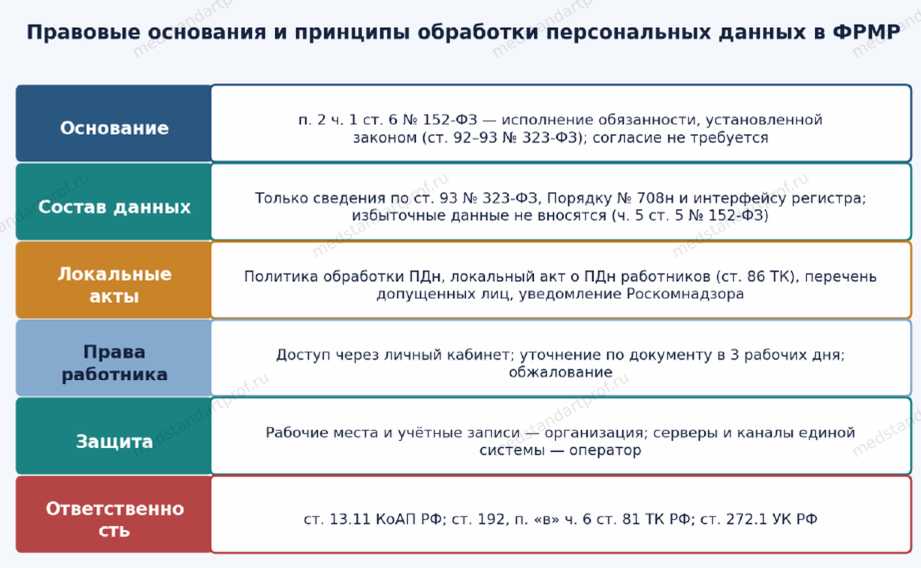 Правовые основания и принципы обработки персональных данных в ФРМР
Основание
п. 2 ч. 1 ст. 6 № 152-ФЗ — исполнение обязанности, установленной
законом (ст. 92–93 № 323-ФЗ); согласие не требуется
Состав данных
Только сведения по ст. 93 № 323-ФЗ, Порядку № 708н и интерфейсу регистра;
избыточные данные не вносятся (ч. 5 ст. 5 № 152-ФЗ)
Локальные
акты
Политика обработки ПДн, локальный акт о ПДн работников (ст. 86 ТК), перечень
допущенных лиц, уведомление Роскомнадзора
Права
работника
Доступ через личный кабинет; уточнение по документу в 3 рабочих дня;
обжалование
Защита
Рабочие места и учётные записи — организация; серверы и каналы единой
системы — оператор
Ответственно
сть
ст. 13.11 КоАП РФ; ст. 192, п. «в» ч. 6 ст. 81 ТК РФ; ст. 272.1 УК РФ
medstandartprof.ru